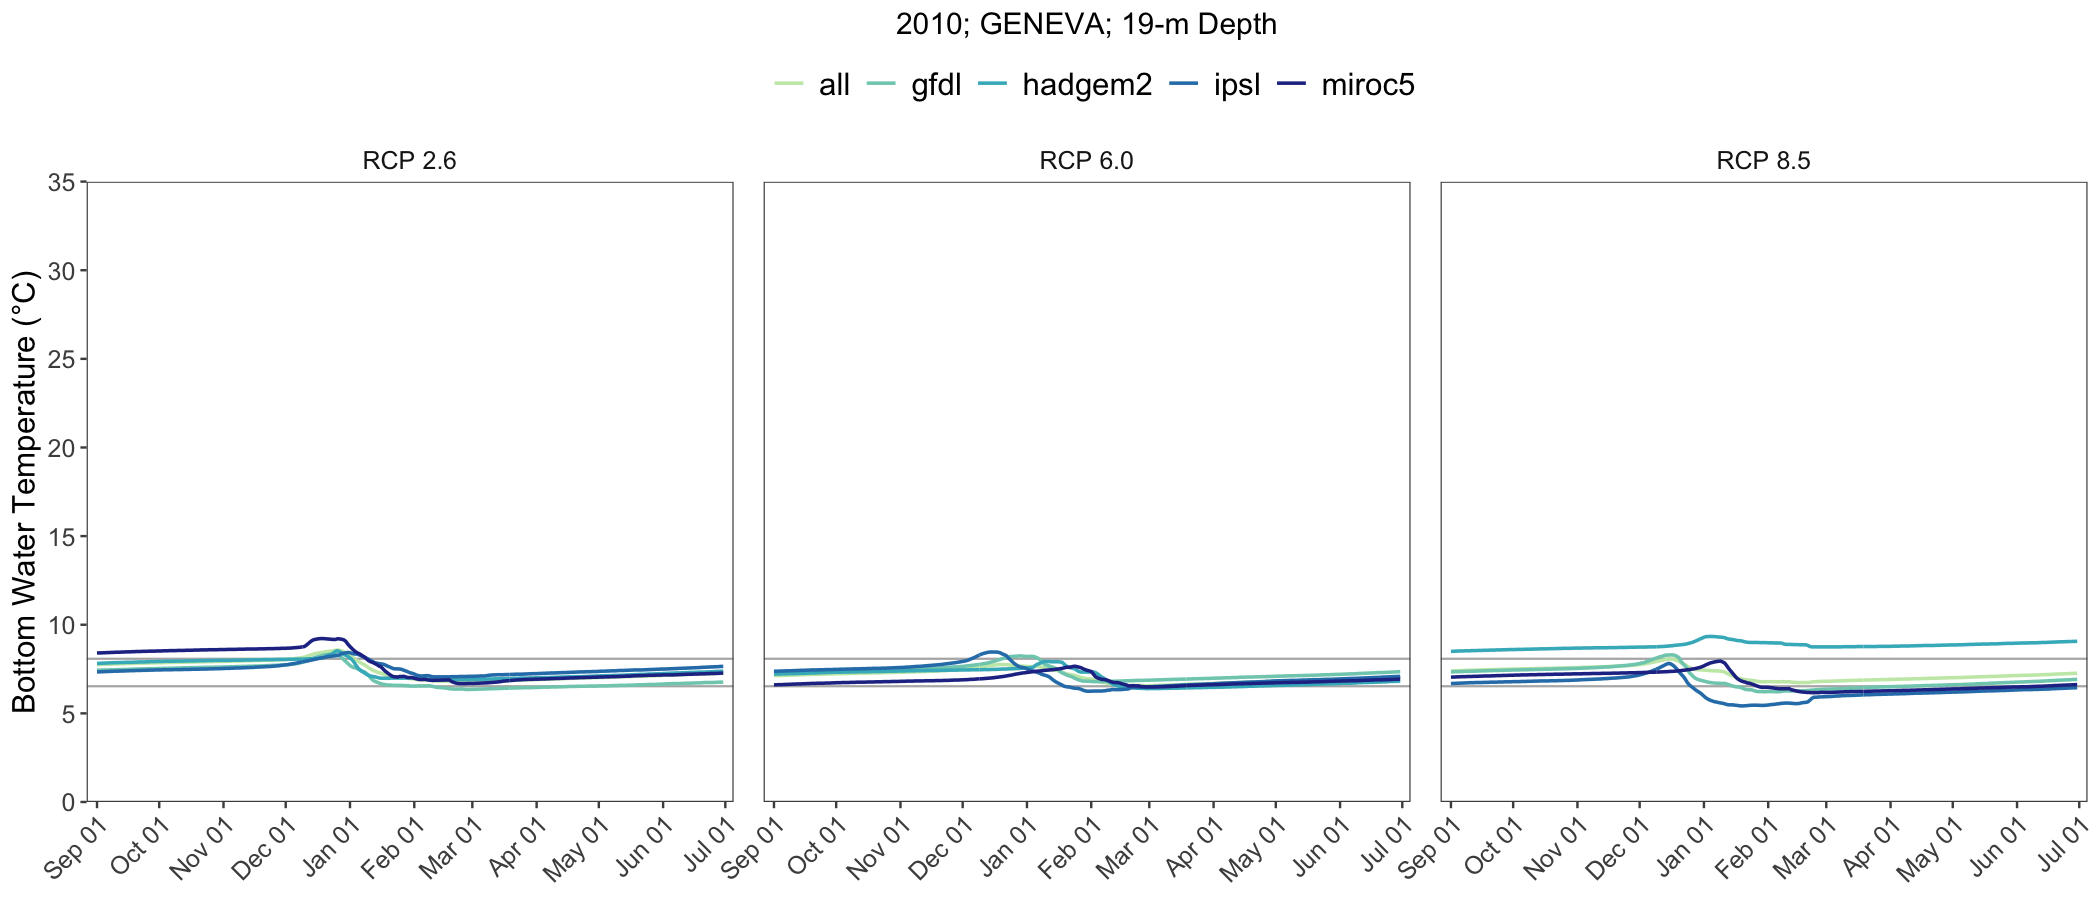 2010; GENEVA; 19-m Depth
all gfdl hadgem2 ipsl miroc5
RCP 2.6 RCP 6.0 RCP 8.5
Bottom Water Temperature (°C)
35
30
25
20
15
10
5
0
Sep 01 Oct 01 Nov 01 Dec 01 Jan 01 Feb 01 Mar 01 Apr 01 May 01 Jun 01 Jul 01
Sep 01 Oct 01 Nov 01 Dec 01 Jan 01 Feb 01 Mar 01 Apr 01 May 01 Jun 01 Jul 01
Sep 01 Oct 01 Nov 01 Dec 01 Jan 01 Feb 01 Mar 01 Apr 01 May 01 Jun 01 Jul 01